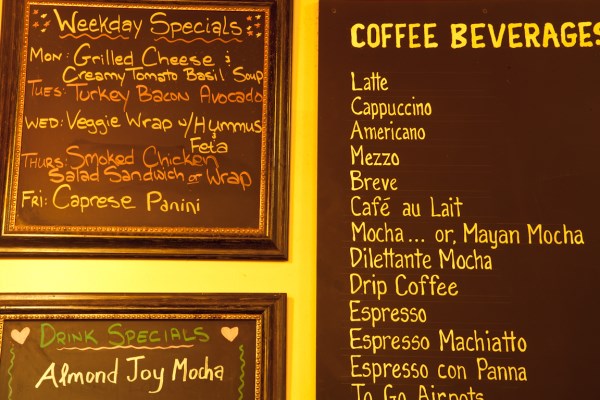 Weekday Specials
MON: Grilled Cheese &
Creamy Tomato Basil Soup
TUES: Turkey Bacon Avocado
WED: Veggie Wrap w/Hummus
& Feta
THURS: Smoked Chicken
Salad Sandwich or Wrap
FRI: Caprese Panini
DRINK SPECIALS
Almond Joy Mocha
COFFEE BEVERAGES
Latte
Cappuccino
Americano
Mezzo
Breve
Café au Lait
Mocha... or, Mayan Mocha
Dilettante Mocha
Drip Coffee
Espresso
Espresso Machiatto
Espresso con Panna
To Go Airpots